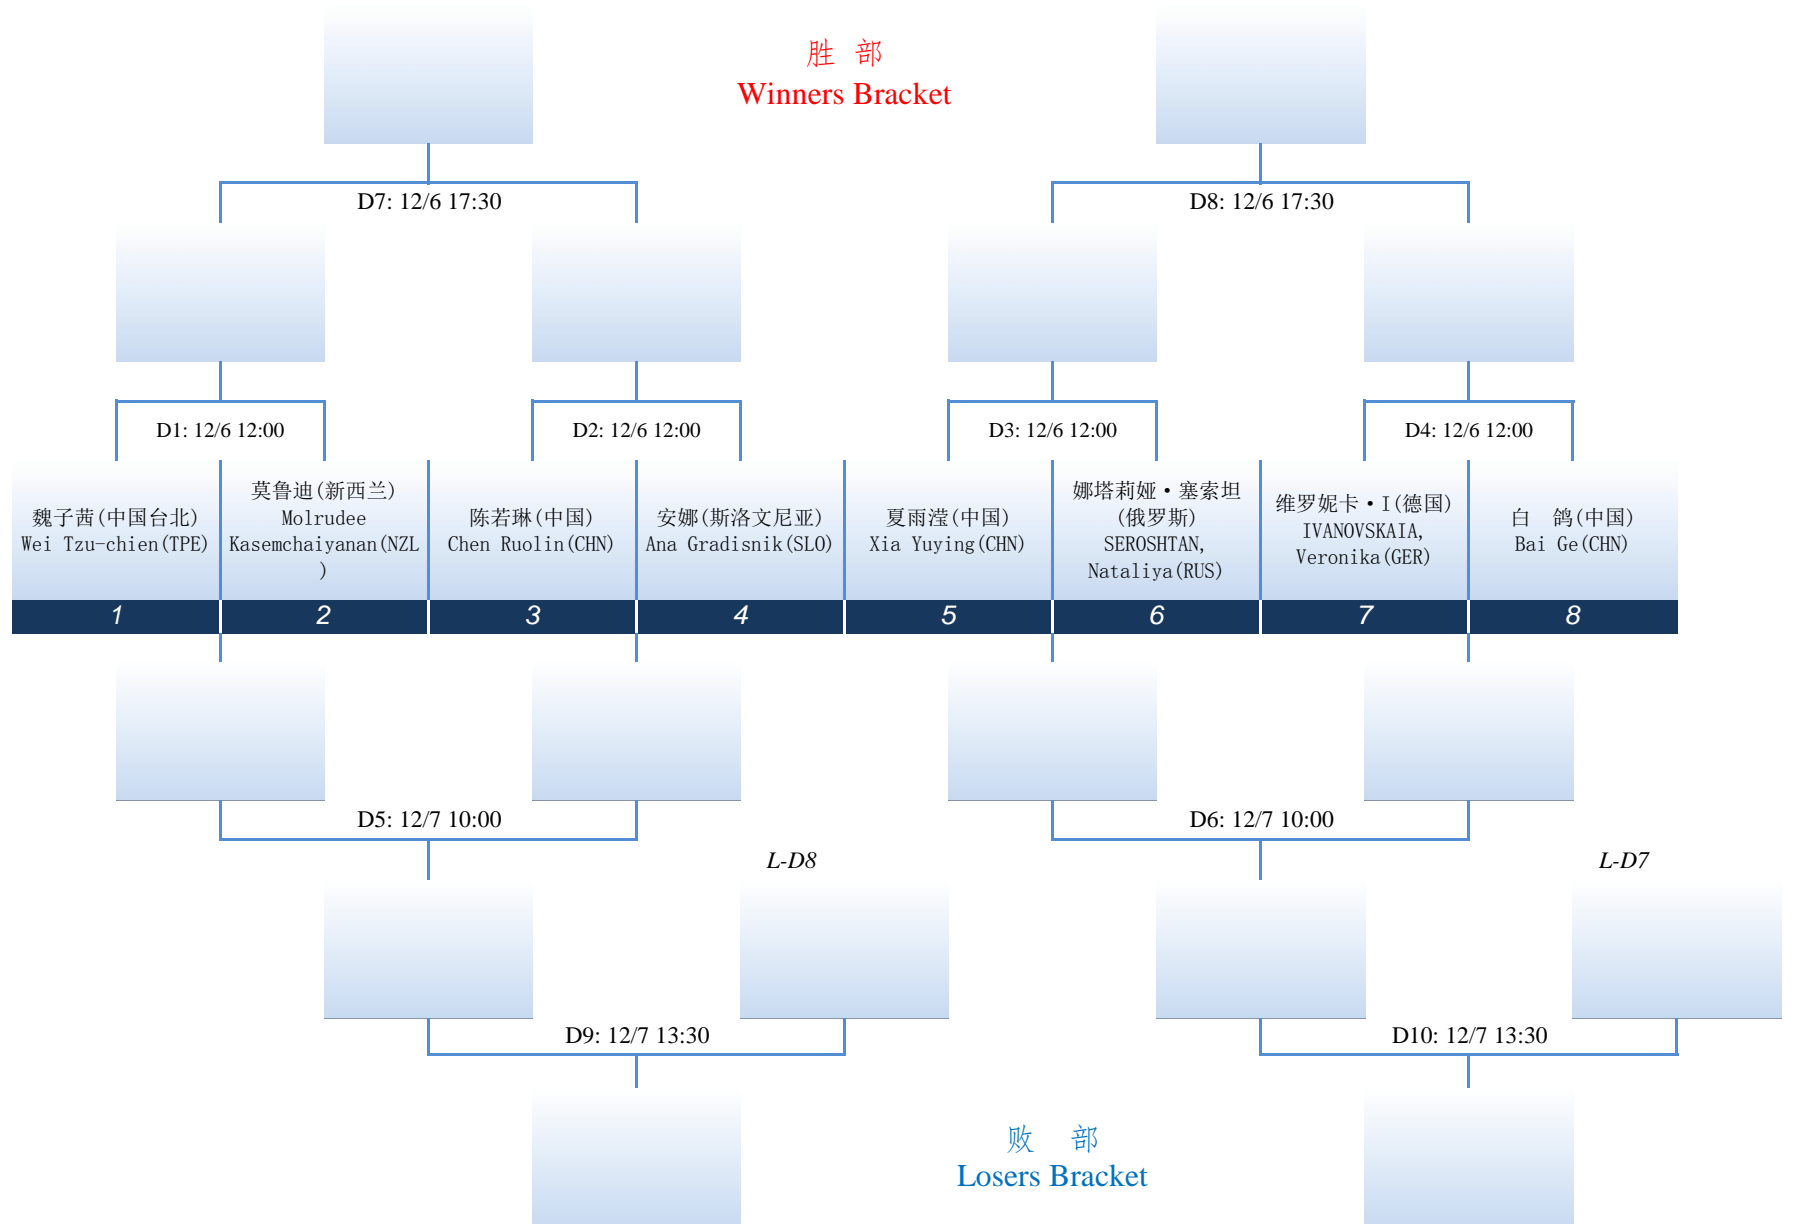 胜 部
Winners Bracket
D7: 12/6 17:30
D8: 12/6 17:30
D1: 12/6 12:00
D2: 12/6 12:00
D3: 12/6 12:00
D4: 12/6 12:00
魏子茜(中国台北)
Wei Tzu-chien(TPE)
莫鲁迪(新西兰)
Molrudee
Kasemchaiyanan(NZL
)
陈若琳(中国)
Chen Ruolin(CHN)
安娜(斯洛文尼亚)
Ana Gradisnik(SLO)
夏雨滢(中国)
Xia Yuying(CHN)
娜塔莉娅·塞索坦
(俄罗斯)
SEROSHTAN,
Nataliya(RUS)
维罗妮卡·I(德国)
IVANOVSKAIA,
Veronika(GER)
白 鸽(中国)
Bai Ge(CHN)
1 2 3 4 5 6 7 8
D5: 12/7 10:00
D6: 12/7 10:00
L-D8
L-D7
D9: 12/7 13:30
D10: 12/7 13:30
败 部
Losers Bracket